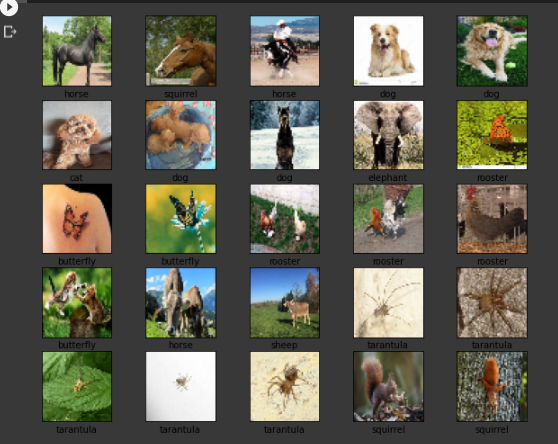 horse squirrel horse dog dog
cat dog dog elephant rooster
butterfly butterfly rooster rooster rooster
butterfly horse sheep tarantula tarantula
tarantula tarantula tarantula squirrel squirrel